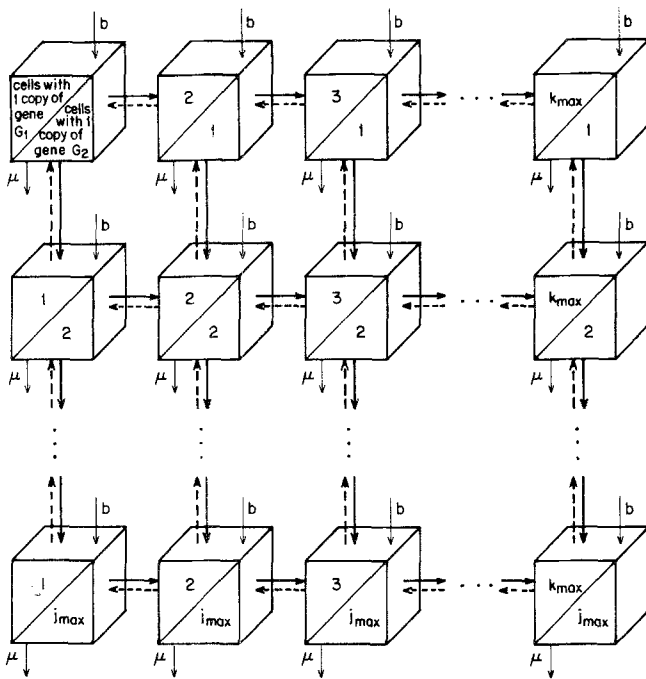 b b b b
cells with
1 copy of
gene
G1
cells
with 1
copy of
gene G2
2 1
3 1
. . .
kmax 1
μ μ μ μ
b b b b
1 2
2 2
3 2
. . .
kmax 2
μ μ μ μ
b b b b
jmax
2 jmax
3 jmax
. . .
kmax jmax
μ μ μ μ